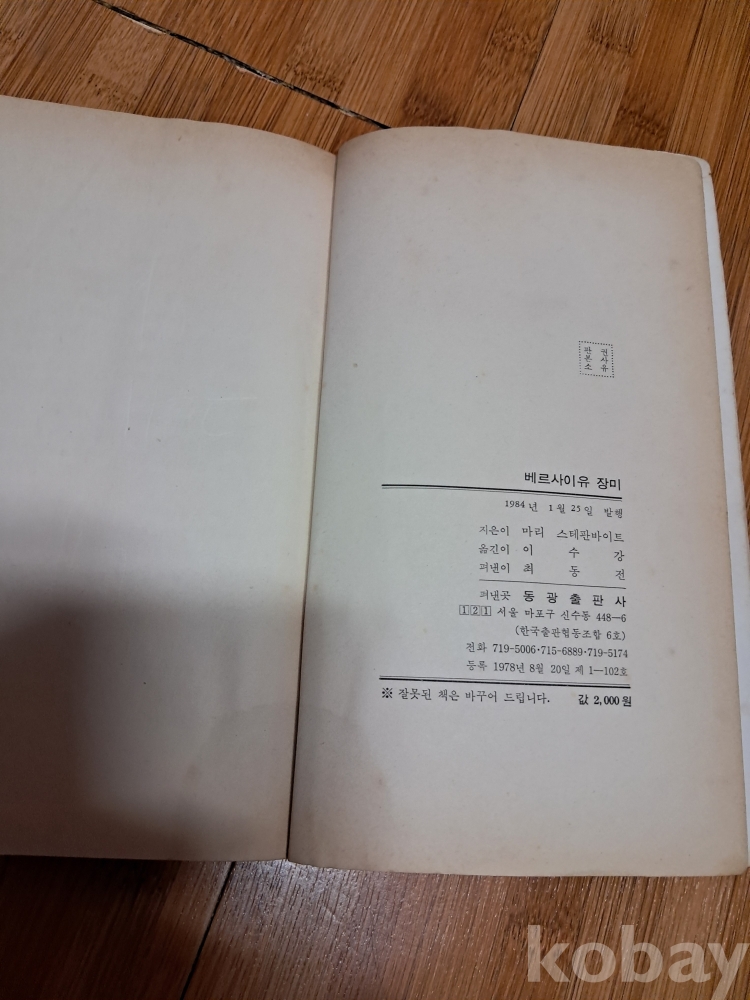 판권
본사
소유
베르사이유 장미
1984년 1월 25일 발행
지은이 마리 스테판바이트
옮긴이 이 수 강
펴낸이 최 동 전
펴낸곳 동광출판사
121 서울 마포구 신수동 448—6
(한국출판협동조합 6호)
전화 719-5006·715-6889·719-5174
등록 1978년 8월 20일 제 1—102호
※ 잘못된 책은 바꾸어 드립니다. 값 2,000원
kobay